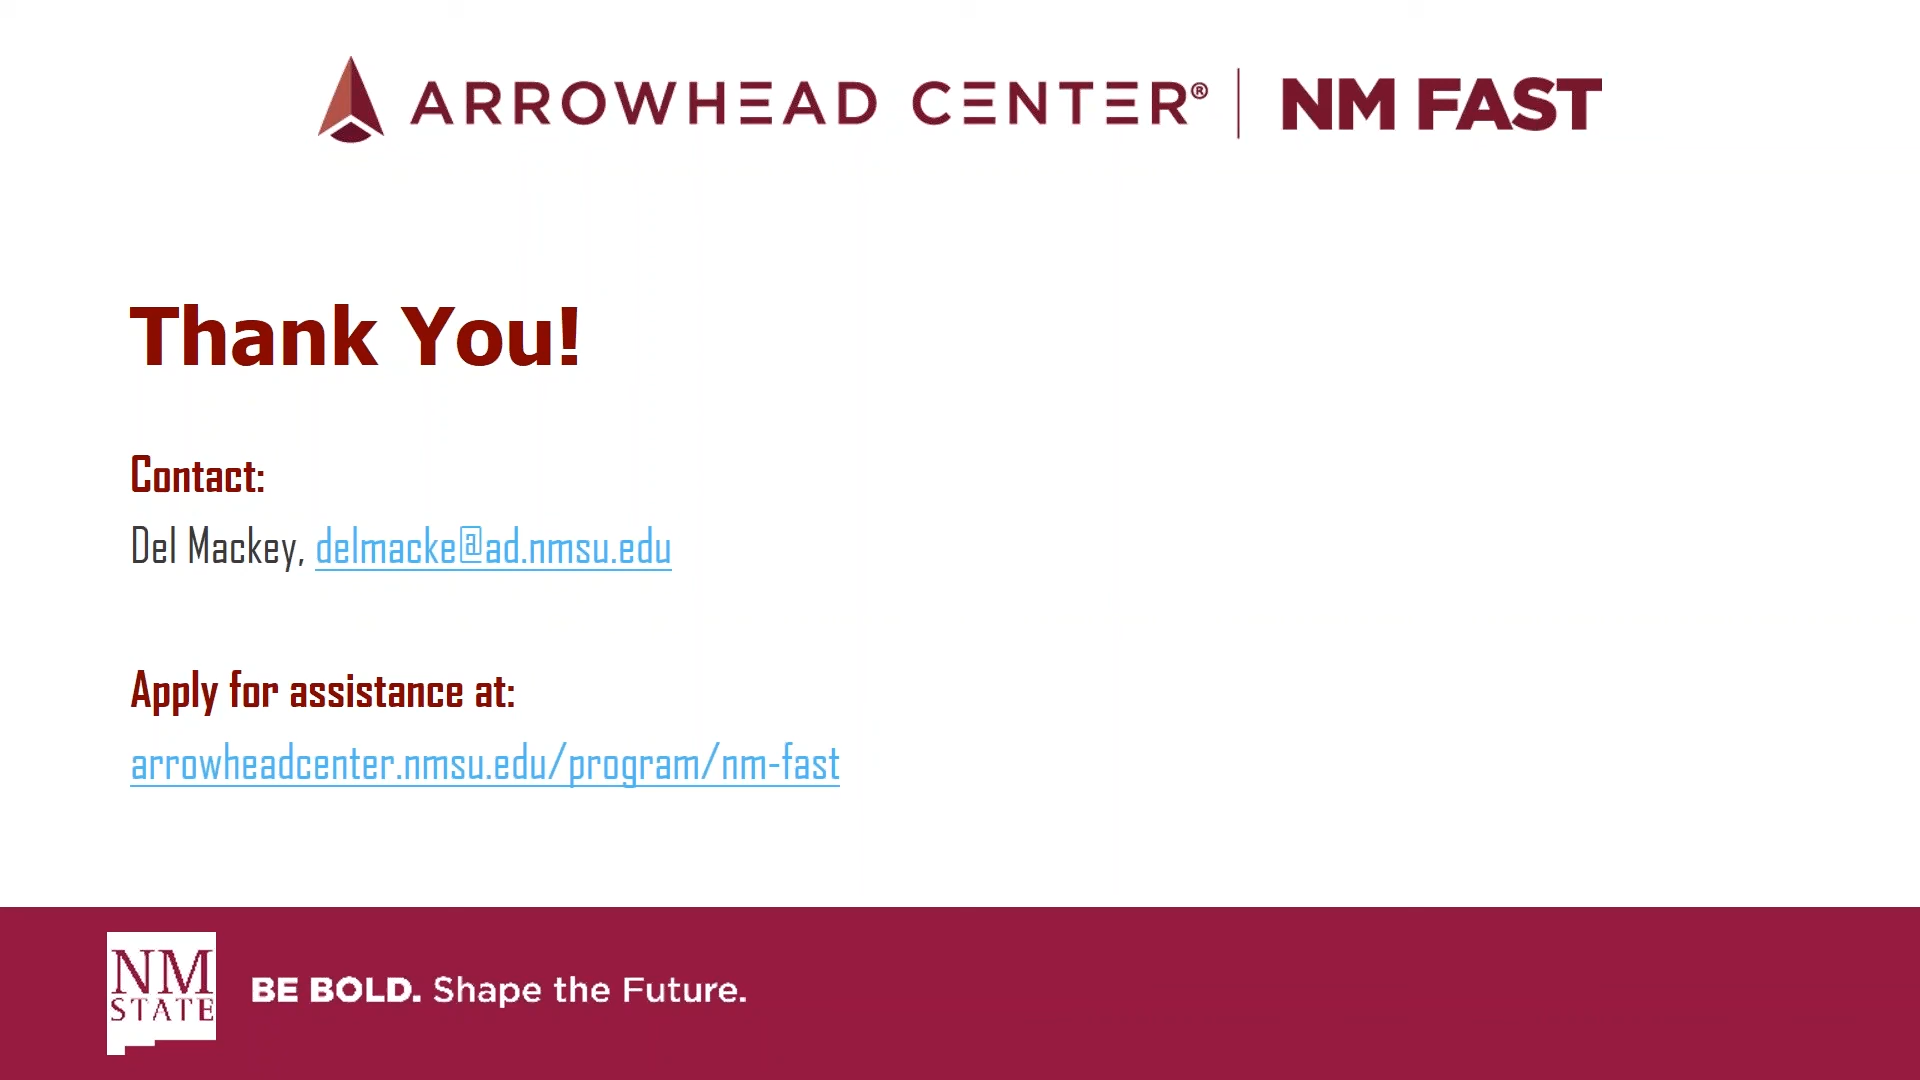 ARROWHEAD CENTER® | NM FAST
Thank You!
Contact:
Del Mackey, delmacke@ad.nmsu.edu
Apply for assistance at:
arrowheadcenter.nmsu.edu/program/nm-fast
NM
STATE
BE BOLD. Shape the Future.